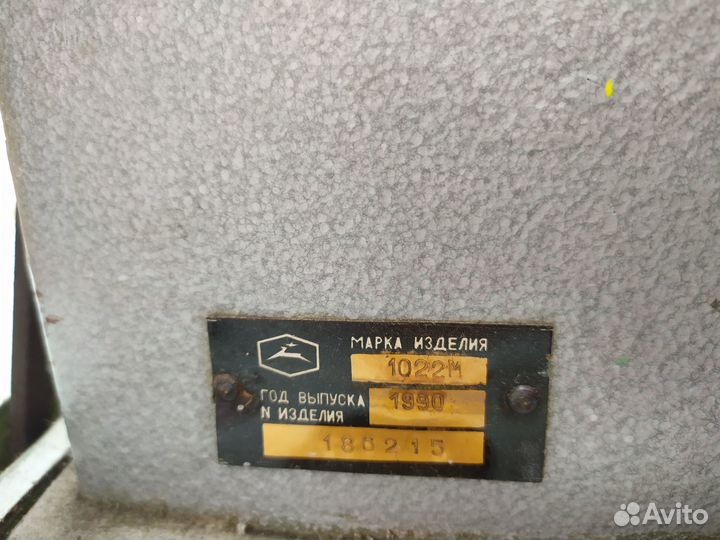 МАРКА ИЗДЕЛИЯ
1022М
ГОД ВЫПУСКА 1990
N ИЗДЕЛИЯ
186215
Avito